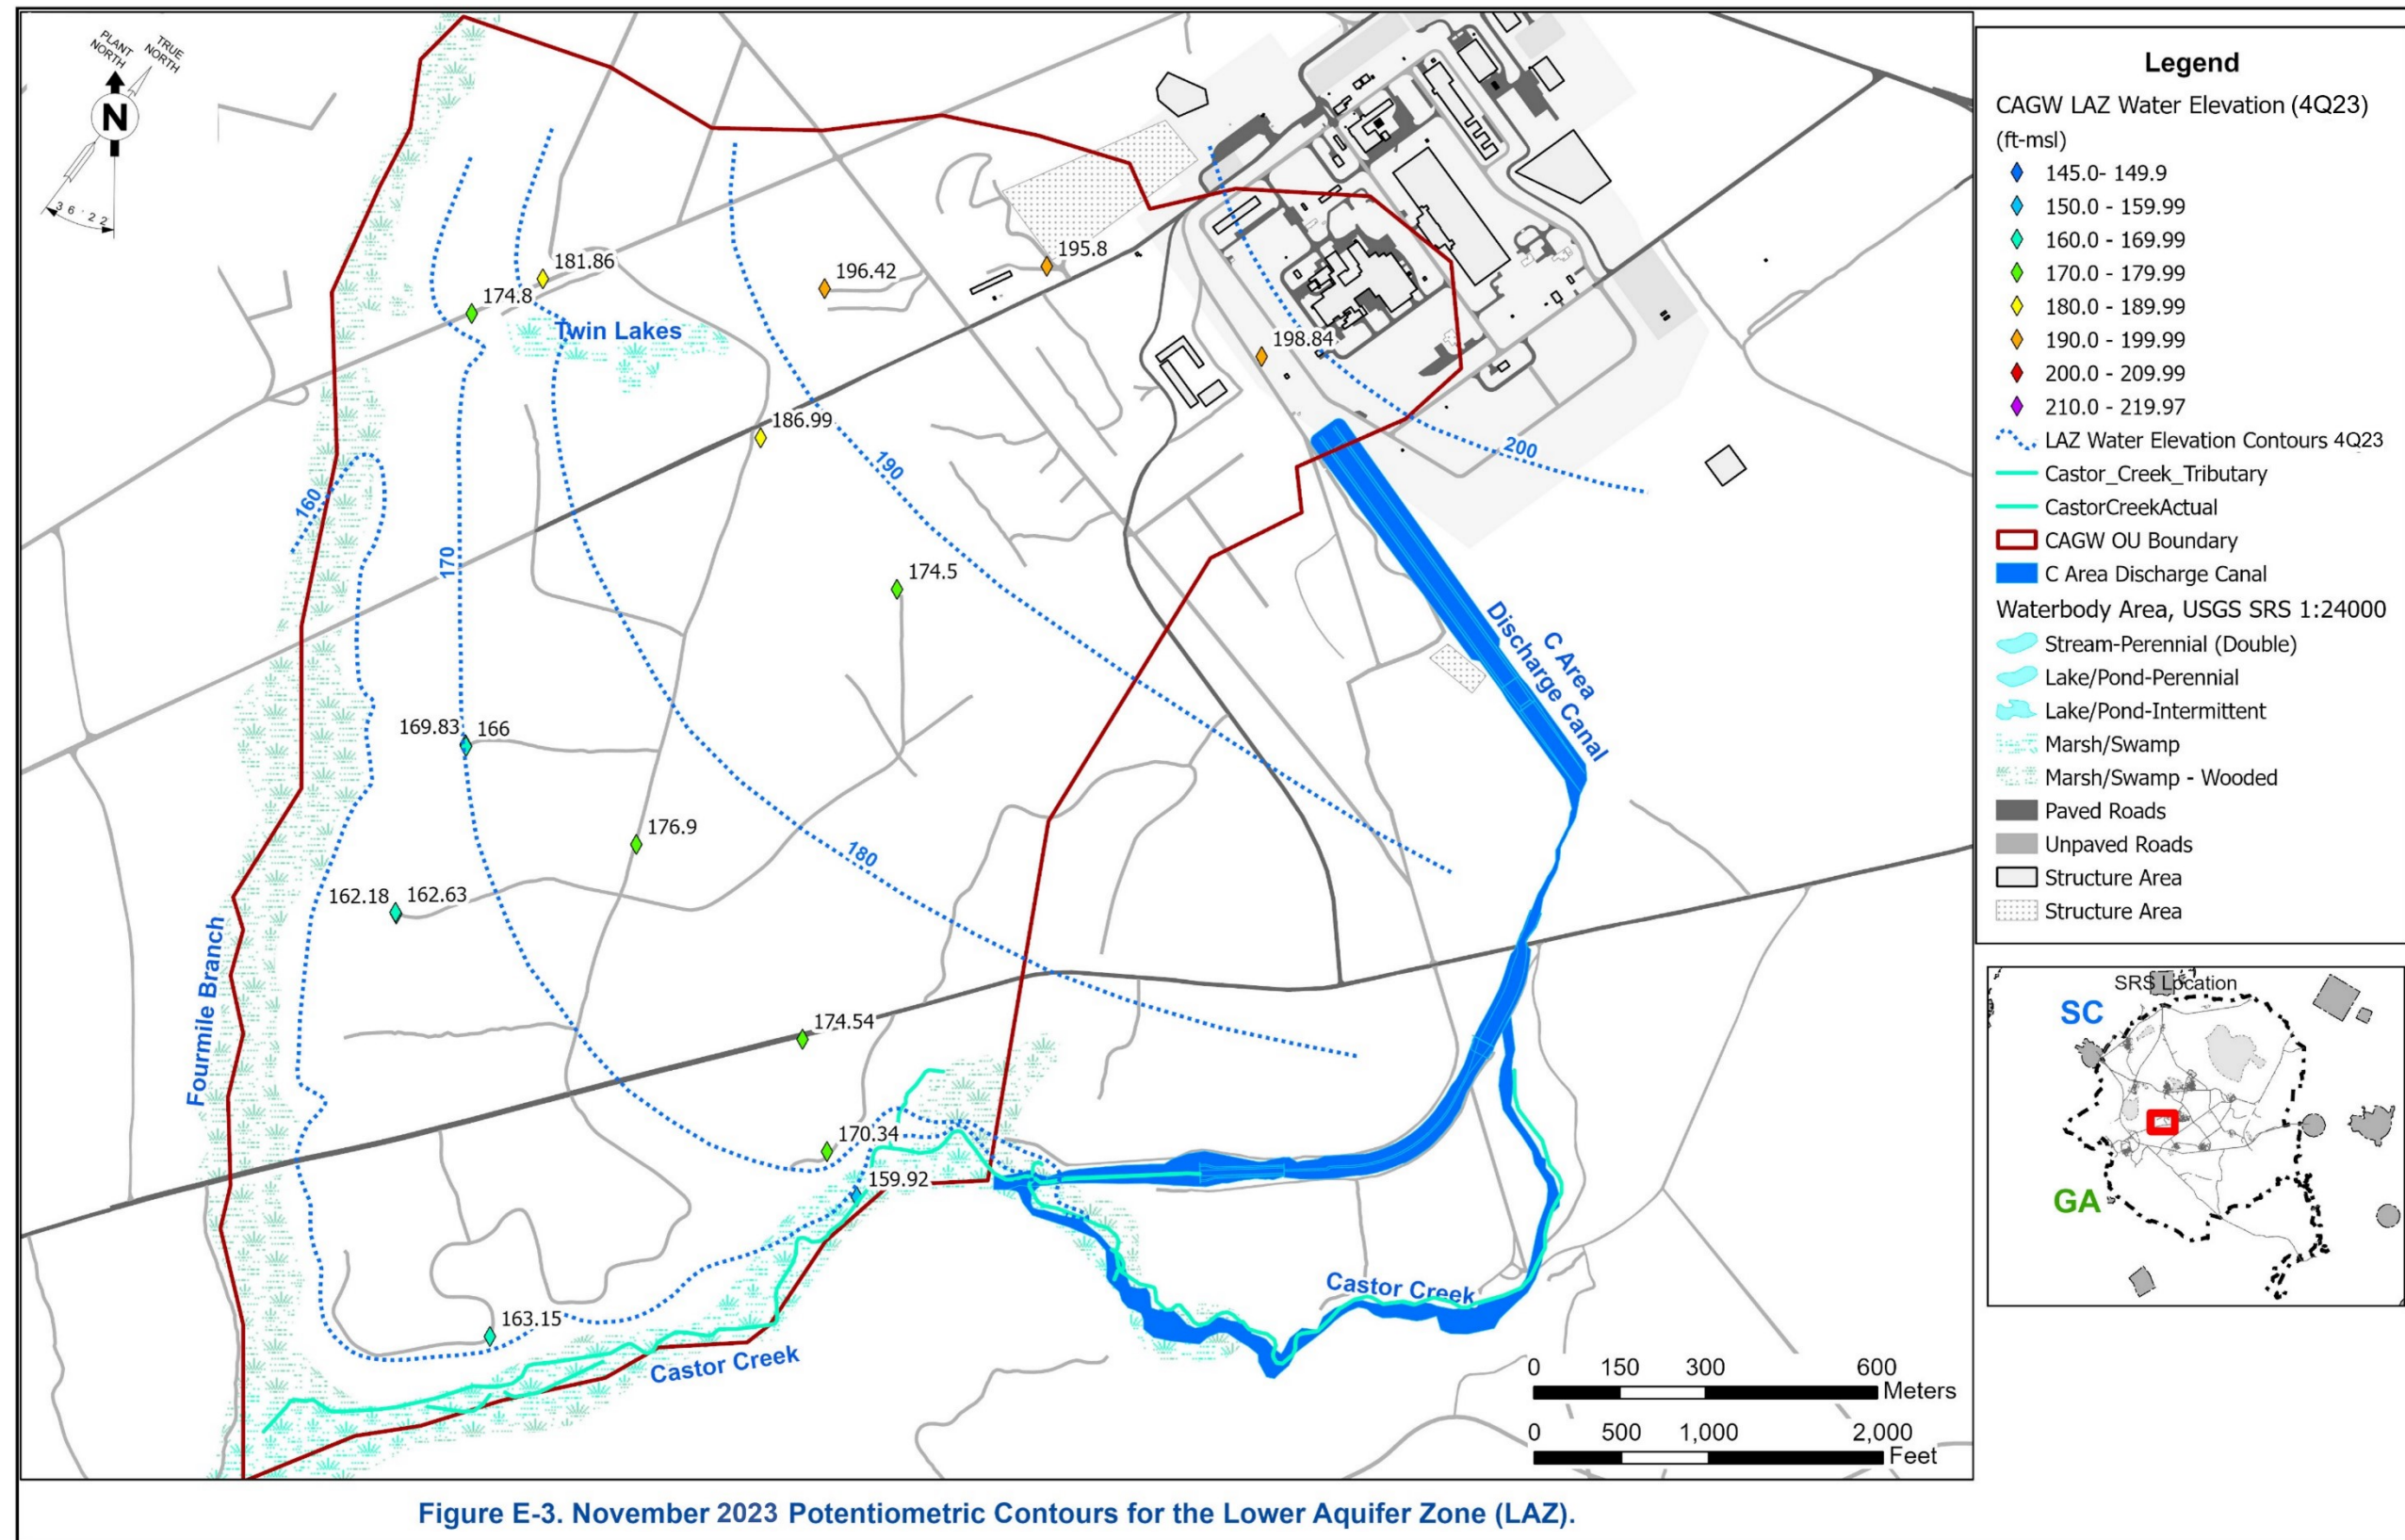 PLANT
NORTH
TRUE
NORTH
N
36°22'
181.86
174.8
Twin Lakes
196.42
195.8
198.84
186.99
190
200
160
170
174.5
C Area
Discharge Canal
169.83
166
176.9
180
162.18
162.63
Fourmile Branch
174.54
170.34
159.92
163.15
Castor Creek
Castor Creek
0 150 300 600
Meters
0 500 1,000 2,000
Feet
Legend
CAGW LAZ Water Elevation (4Q23)
(ft-msl)
145.0- 149.9
150.0 - 159.99
160.0 - 169.99
170.0 - 179.99
180.0 - 189.99
190.0 - 199.99
200.0 - 209.99
210.0 - 219.97
LAZ Water Elevation Contours 4Q23
Castor_Creek_Tributary
CastorCreekActual
CAGW OU Boundary
C Area Discharge Canal
Waterbody Area, USGS SRS 1:24000
Stream-Perennial (Double)
Lake/Pond-Perennial
Lake/Pond-Intermittent
Marsh/Swamp
Marsh/Swamp - Wooded
Paved Roads
Unpaved Roads
Structure Area
Structure Area
SRS Location
SC
GA
Figure E-3. November 2023 Potentiometric Contours for the Lower Aquifer Zone (LAZ).